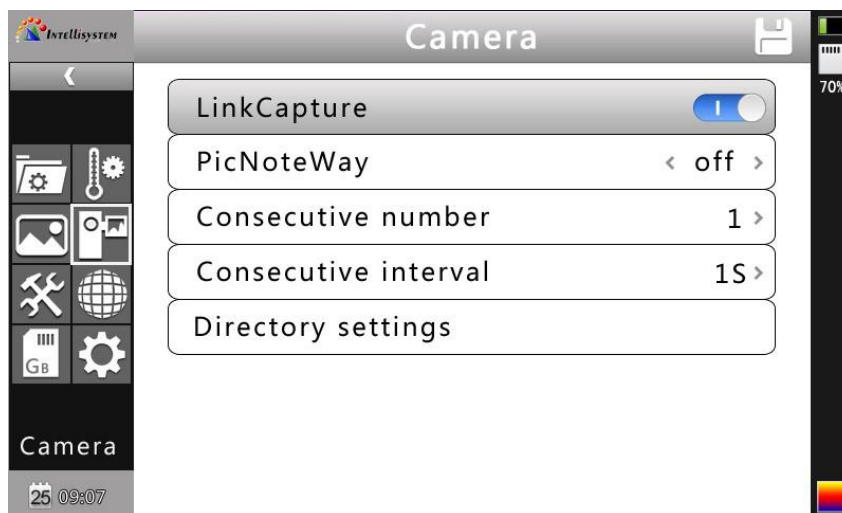 INTELLISYSTEM
Camera
70%
LinkCapture
PicNoteWay < off >
Consecutive number 1 >
Consecutive interval 1S >
Directory settings
GB
Camera
25 09:07